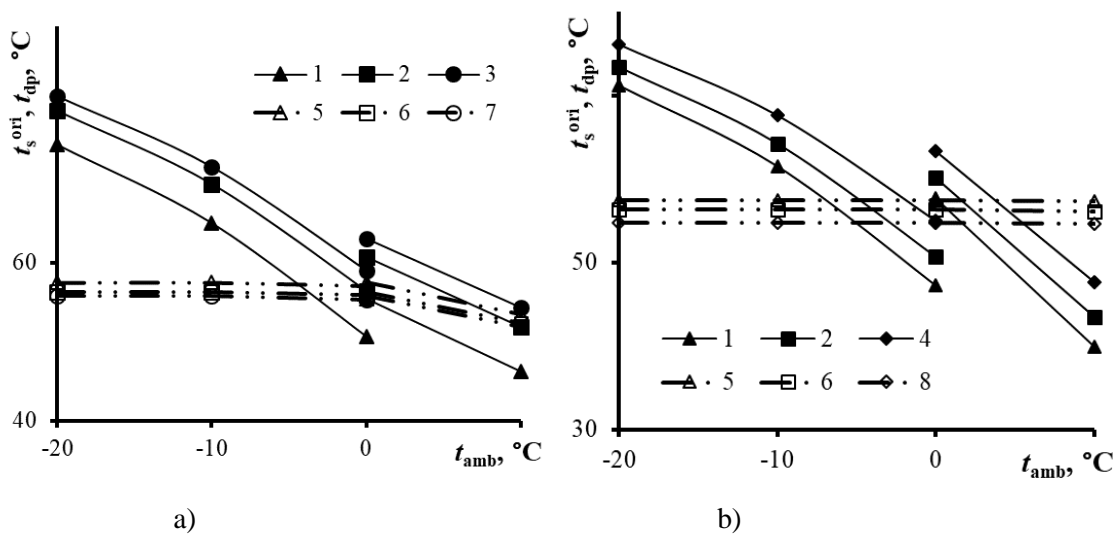 t_s^ori, t_dp, °C
1 2 3
5 6 7
60
40
-20 -10 0
t_amb, °C
a)
t_s^ori, t_dp, °C
50
1 2 4
5 6 8
30
-20 -10 0
t_amb, °C
b)